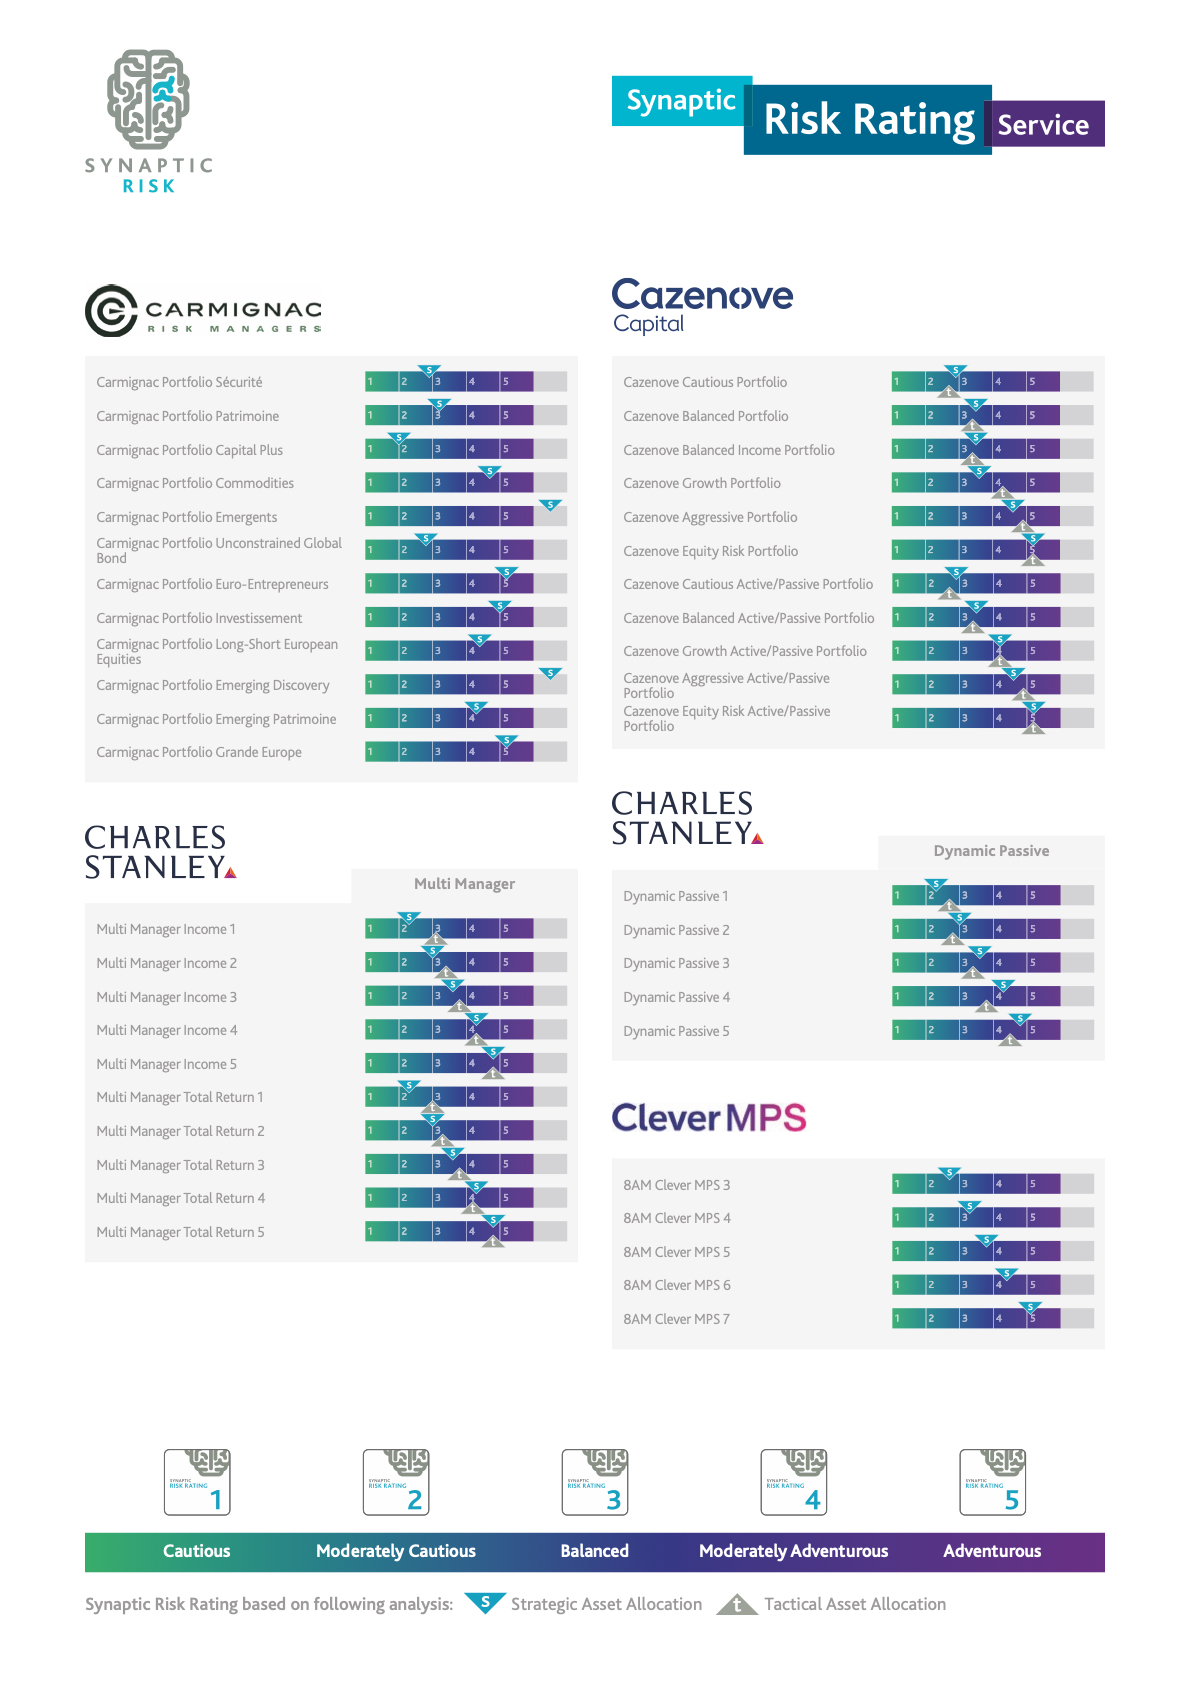 SYNAPTIC
RISK
Synaptic Risk Rating Service
CARMIGNAC
RISK MANAGERS
Carmignac Portfolio Sécurité 1 2 3 4 5 s
Carmignac Portfolio Patrimoine 1 2 3 4 5 s
Carmignac Portfolio Capital Plus 1 2 3 4 5 s
Carmignac Portfolio Commodities 1 2 3 4 5 s
Carmignac Portfolio Emergents 1 2 3 4 5 s
Carmignac Portfolio Unconstrained Global
Bond 1 2 3 4 5 s
Carmignac Portfolio Euro-Entrepreneurs 1 2 3 4 5 s
Carmignac Portfolio Investissement 1 2 3 4 5 s
Carmignac Portfolio Long-Short European
Equities 1 2 3 4 5 s
Carmignac Portfolio Emerging Discovery 1 2 3 4 5 s
Carmignac Portfolio Emerging Patrimoine 1 2 3 4 5 s
Carmignac Portfolio Grande Europe 1 2 3 4 5 s
Cazenove
Capital
Cazenove Cautious Portfolio 1 2 3 4 5 s t
Cazenove Balanced Portfolio 1 2 3 4 5 s t
Cazenove Balanced Income Portfolio 1 2 3 4 5 s t
Cazenove Growth Portfolio 1 2 3 4 5 s t
Cazenove Aggressive Portfolio 1 2 3 4 5 s t
Cazenove Equity Risk Portfolio 1 2 3 4 5 s t
Cazenove Cautious Active/Passive Portfolio 1 2 3 4 5 s t
Cazenove Balanced Active/Passive Portfolio 1 2 3 4 5 s t
Cazenove Growth Active/Passive Portfolio 1 2 3 4 5 s t
Cazenove Aggressive Active/Passive
Portfolio 1 2 3 4 5 s t
Cazenove Equity Risk Active/Passive
Portfolio 1 2 3 4 5 s t
CHARLES
STANLEY
Multi Manager
Multi Manager Income 1 1 2 3 4 5 s t
Multi Manager Income 2 1 2 3 4 5 s t
Multi Manager Income 3 1 2 3 4 5 s t
Multi Manager Income 4 1 2 3 4 5 s t
Multi Manager Income 5 1 2 3 4 5 s t
Multi Manager Total Return 1 1 2 3 4 5 s t
Multi Manager Total Return 2 1 2 3 4 5 s t
Multi Manager Total Return 3 1 2 3 4 5 s t
Multi Manager Total Return 4 1 2 3 4 5 s t
Multi Manager Total Return 5 1 2 3 4 5 s t
CHARLES
STANLEY
Dynamic Passive
Dynamic Passive 1 1 2 3 4 5 s t
Dynamic Passive 2 1 2 3 4 5 s t
Dynamic Passive 3 1 2 3 4 5 s t
Dynamic Passive 4 1 2 3 4 5 s t
Dynamic Passive 5 1 2 3 4 5 s t
Clever MPS
8AM Clever MPS 3 1 2 3 4 5 s
8AM Clever MPS 4 1 2 3 4 5 s
8AM Clever MPS 5 1 2 3 4 5 s
8AM Clever MPS 6 1 2 3 4 5 s
8AM Clever MPS 7 1 2 3 4 5 s
SYNAPTIC
RISK RATING
1
SYNAPTIC
RISK RATING
2
SYNAPTIC
RISK RATING
3
SYNAPTIC
RISK RATING
4
SYNAPTIC
RISK RATING
5
Cautious Moderately Cautious Balanced Moderately Adventurous Adventurous
Synaptic Risk Rating based on following analysis: s Strategic Asset Allocation t Tactical Asset Allocation